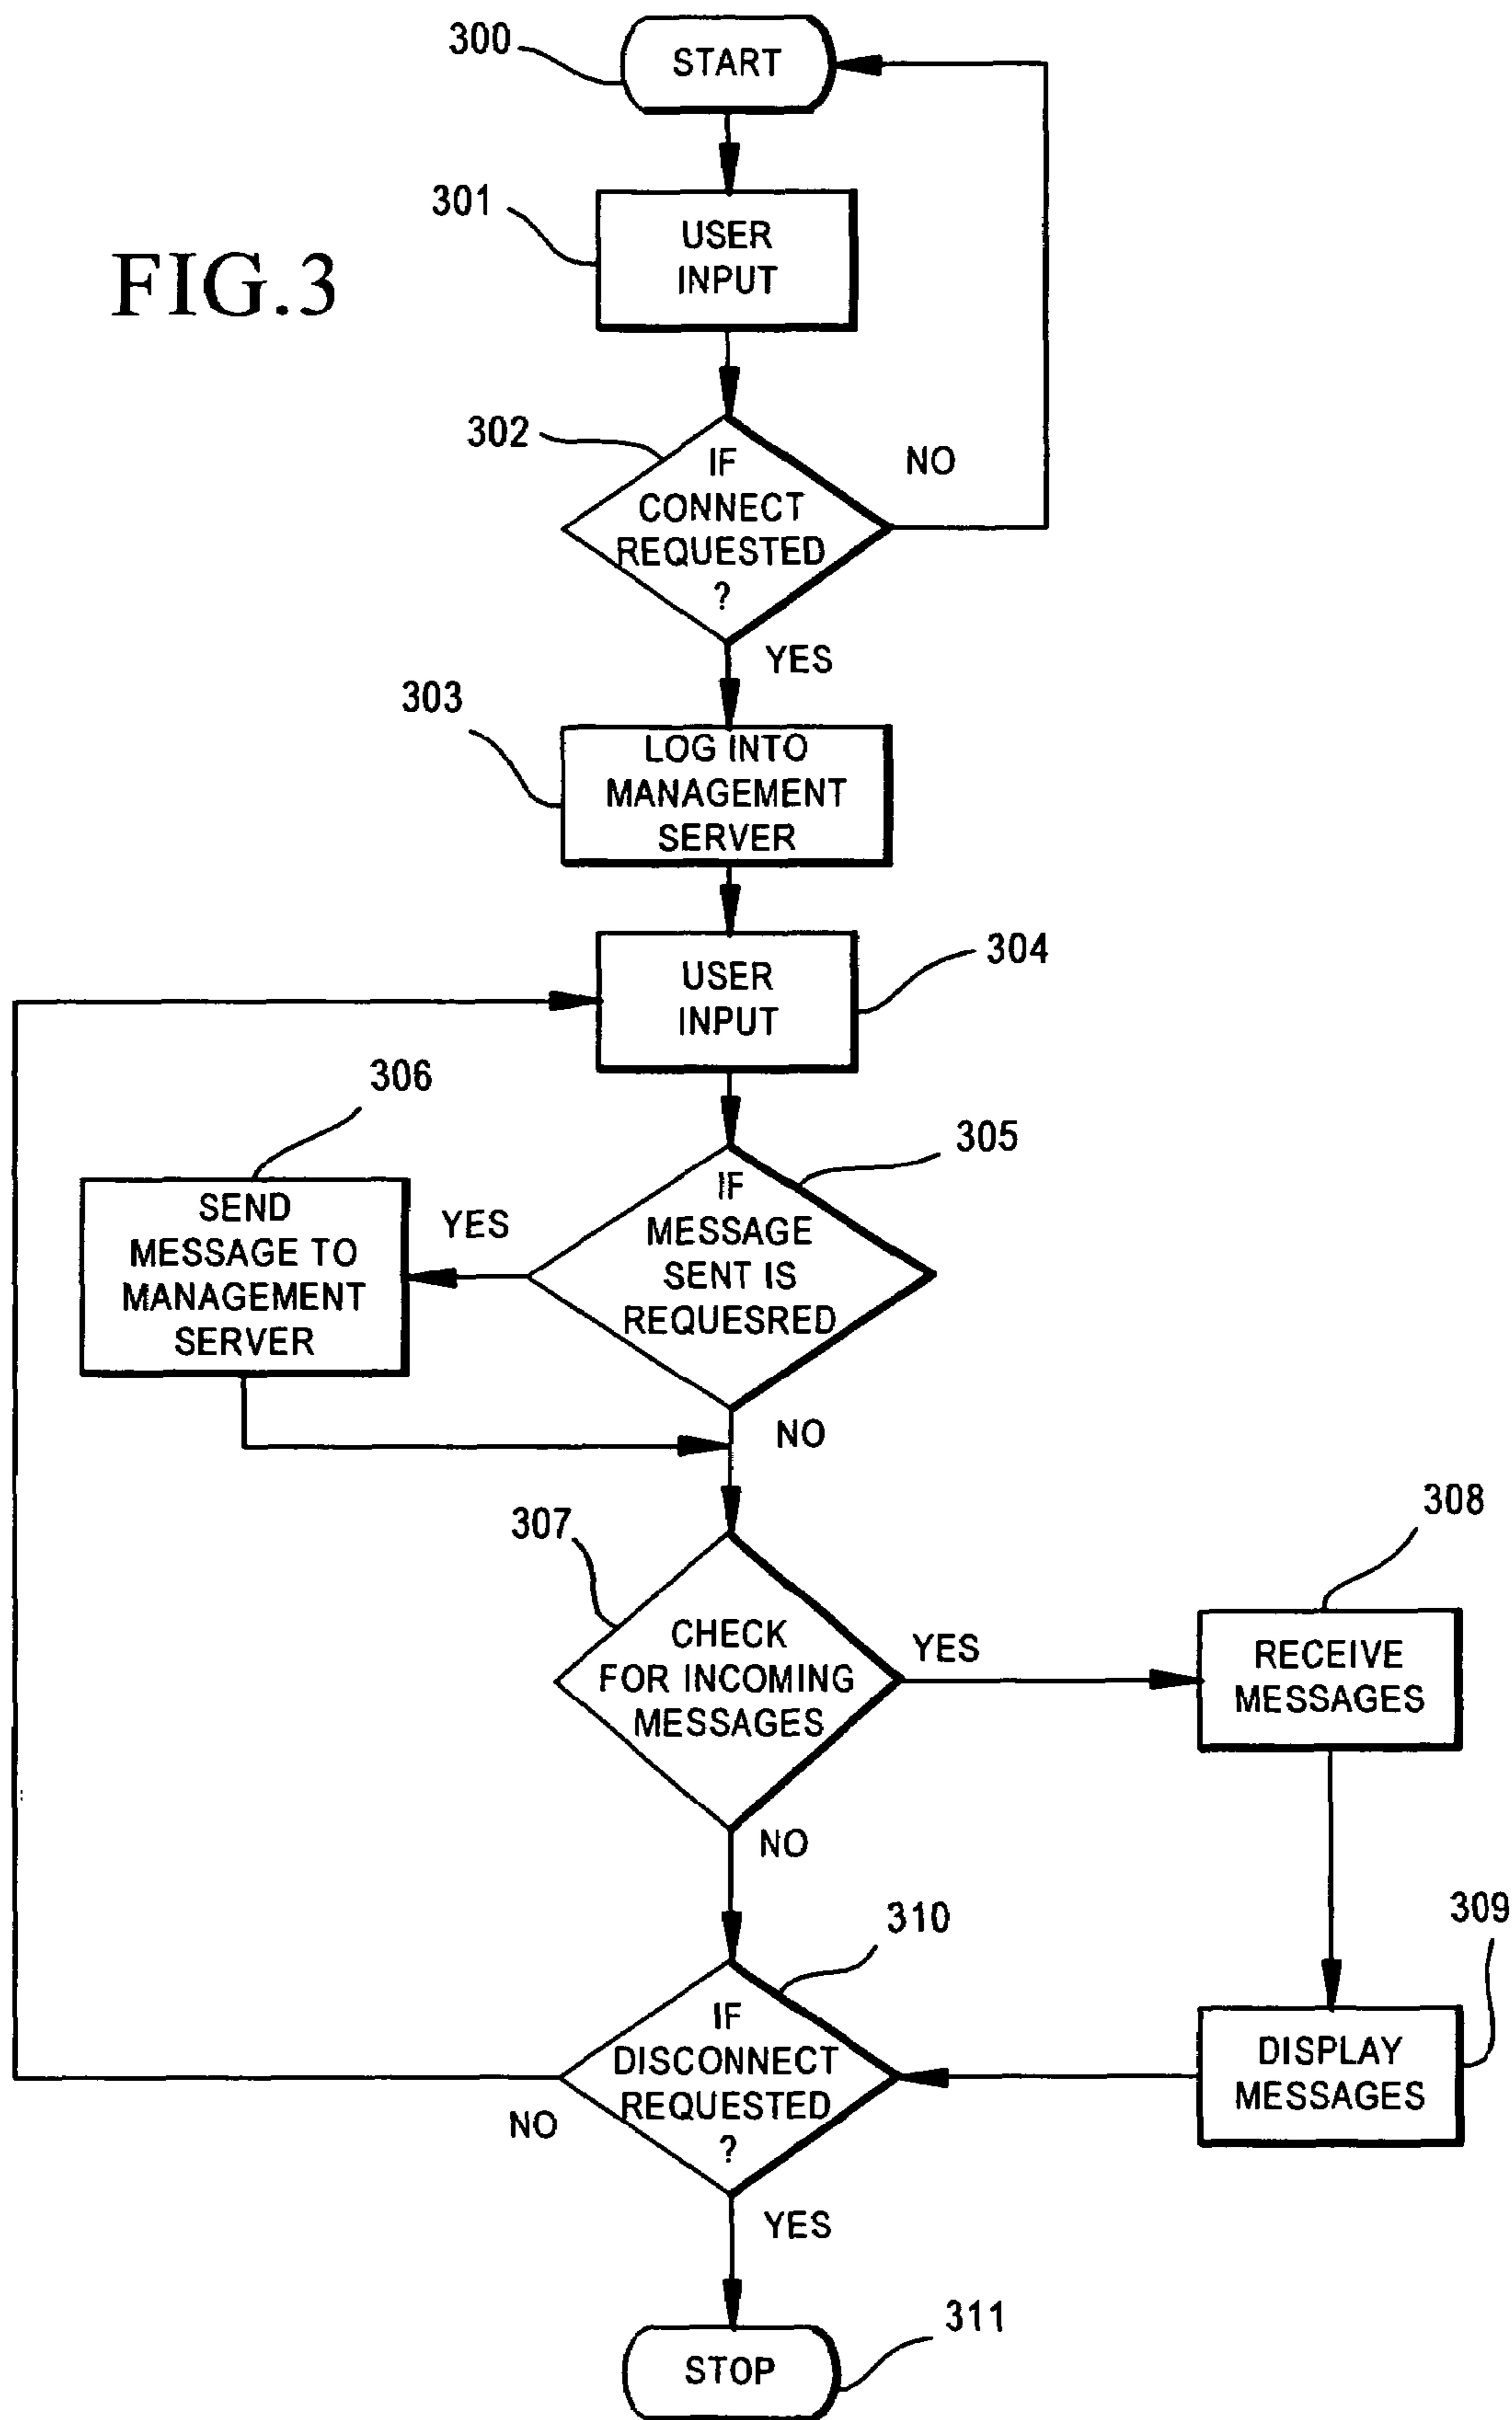 300
START
301
USER
INPUT
FIG.3
302
IF
CONNECT
REQUESTED
?
NO
YES
303
LOG INTO
MANAGEMENT
SERVER
304
USER
INPUT
306
305
SEND
MESSAGE TO
MANAGEMENT
SERVER
YES
IF
MESSAGE
SENT IS
REQUESRED
NO
307
308
CHECK
FOR INCOMING
MESSAGES
YES
RECEIVE
MESSAGES
NO
310
309
IF
DISCONNECT
REQUESTED
?
DISPLAY
MESSAGES
NO
YES
311
STOP